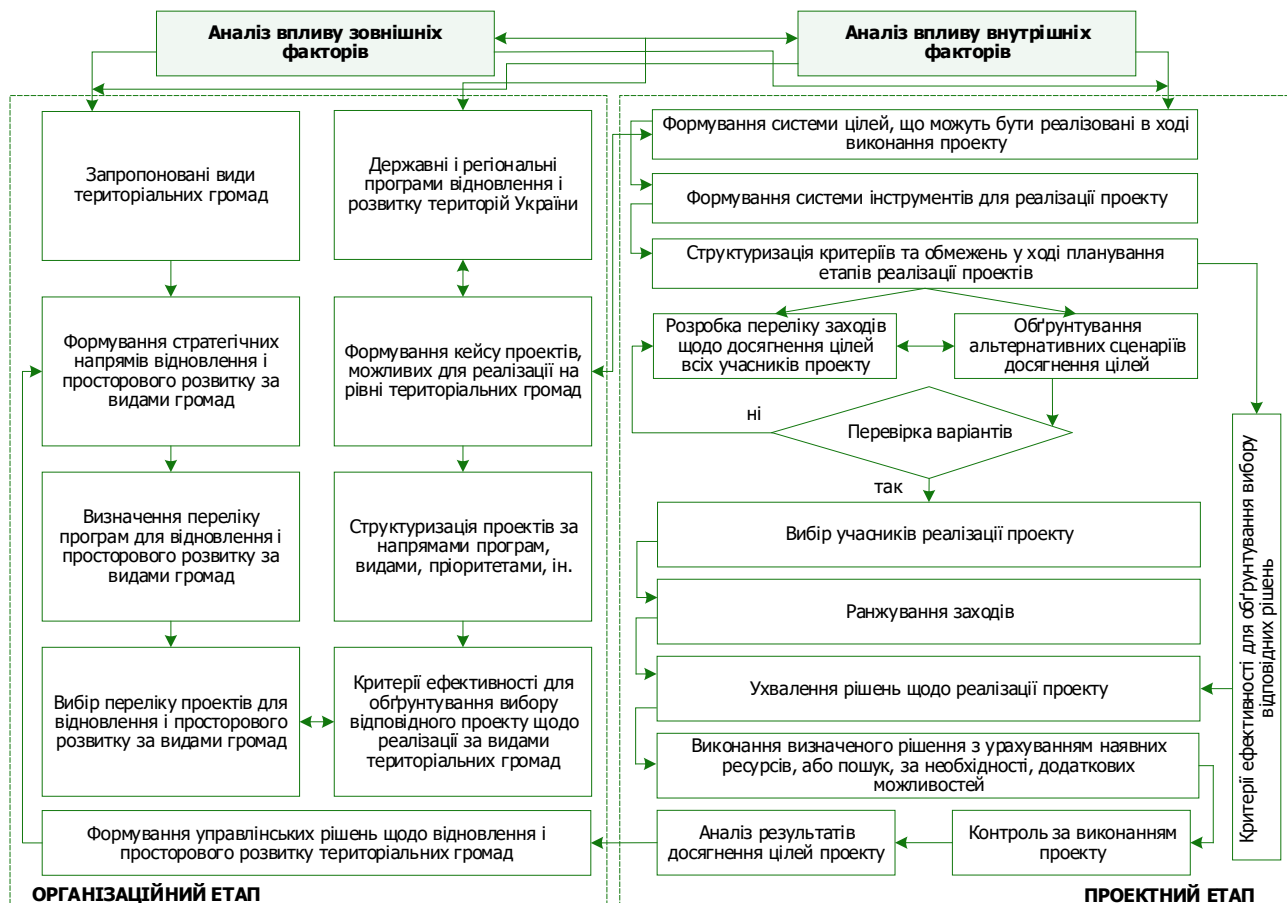 Аналіз впливу зовнішніх
факторів
Аналіз впливу внутрішніх
факторів
Запропоновані види
територіальних громад
Державні і регіональні
програми відновлення і
розвитку територій України
Формування стратегічних
напрямів відновлення і
просторового розвитку за
видами громад
Формування кейсу проектів,
можливих для реалізації на
рівні територіальних громад
Визначення переліку
програм для відновлення і
просторового розвитку за
видами громад
Структуризація проектів за
напрямами програм,
видами, пріоритетами, ін.
Вибір переліку проектів для
відновлення і просторового
розвитку за видами громад
Критерії ефективності для
обґрунтування вибору
відповідного проекту щодо
реалізації за видами
територіальних громад
Формування управлінських рішень щодо відновлення і
просторового розвитку територіальних громад
ОРГАНІЗАЦІЙНИЙ ЕТАП
Формування системи цілей, що можуть бути реалізовані в ході
виконання проекту
Формування системи інструментів для реалізації проекту
Структуризація критеріїв та обмежень у ході планування
етапів реалізації проектів
Розробка переліку заходів
щодо досягнення цілей
всіх учасників проекту
Обґрунтування
альтернативних сценаріїв
досягнення цілей
ні
Перевірка варіантів
так
Вибір учасників реалізації проекту
Ранжування заходів
Ухвалення рішень щодо реалізації проекту
Виконання визначеного рішення з урахуванням наявних
ресурсів, або пошук, за необхідності, додаткових
можливостей
Аналіз результатів
досягнення цілей проекту
Контроль за виконанням
проекту
Критерії ефективності для обґрунтування вибору
відповідних рішень
ПРОЕКТНИЙ ЕТАП